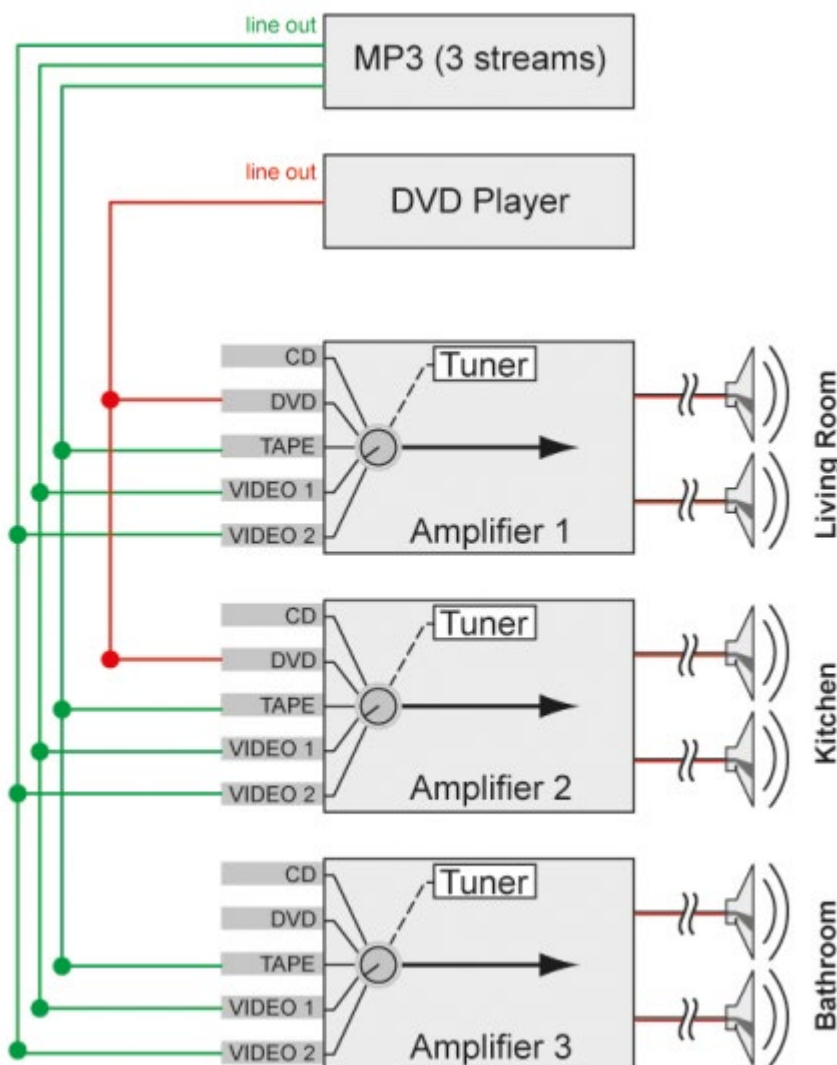 line out
MP3 (3 streams)
line out
DVD Player
CD
DVD
TAPE
VIDEO 1
VIDEO 2
Tuner
Amplifier 1
Living Room
CD
DVD
TAPE
VIDEO 1
VIDEO 2
Tuner
Amplifier 2
Kitchen
CD
DVD
TAPE
VIDEO 1
VIDEO 2
Tuner
Amplifier 3
Bathroom